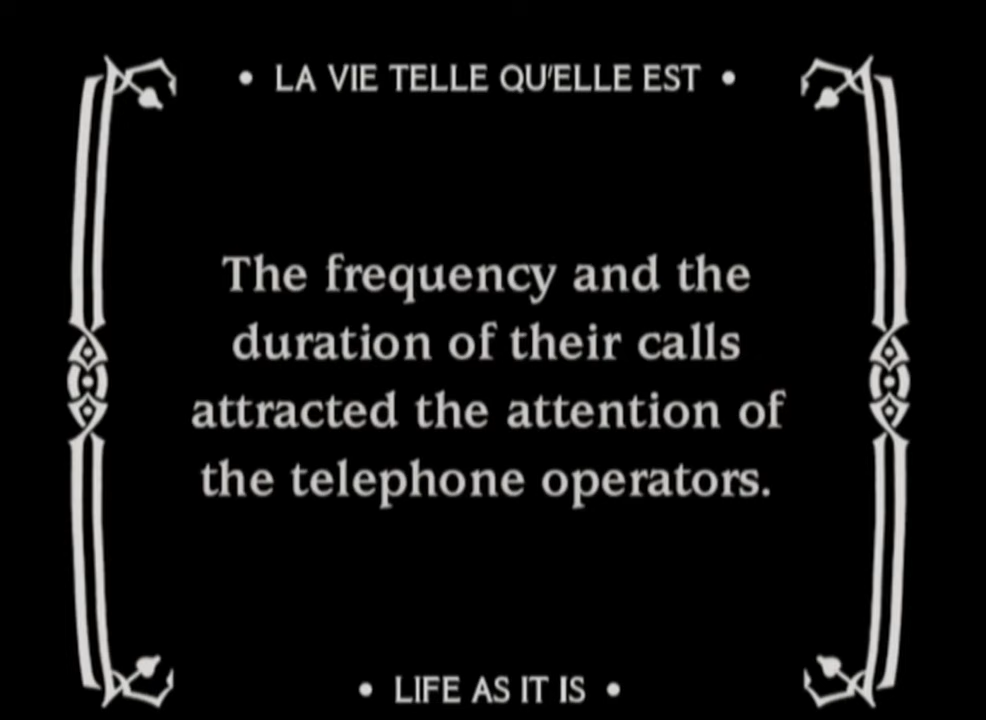 • LA VIE TELLE QU'ELLE EST •
The frequency and the
duration of their calls
attracted the attention of
the telephone operators.
• LIFE AS IT IS •